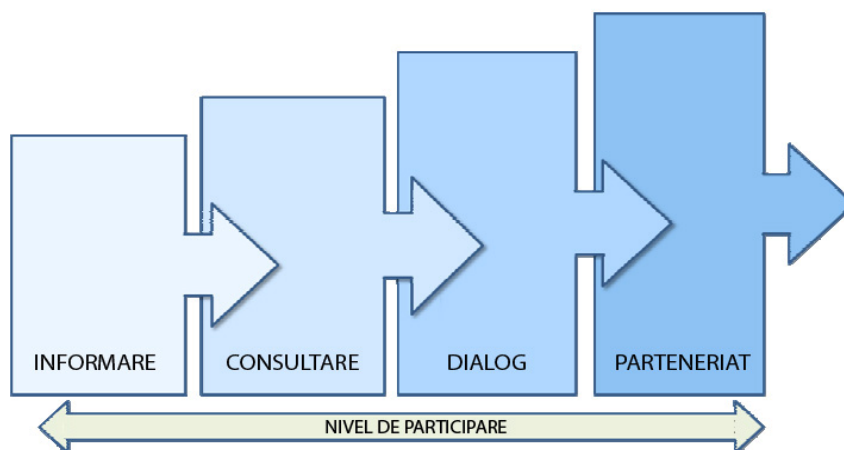 INFORMARE
CONSULTARE
DIALOG
PARTENERIAT
NIVEL DE PARTICIPARE